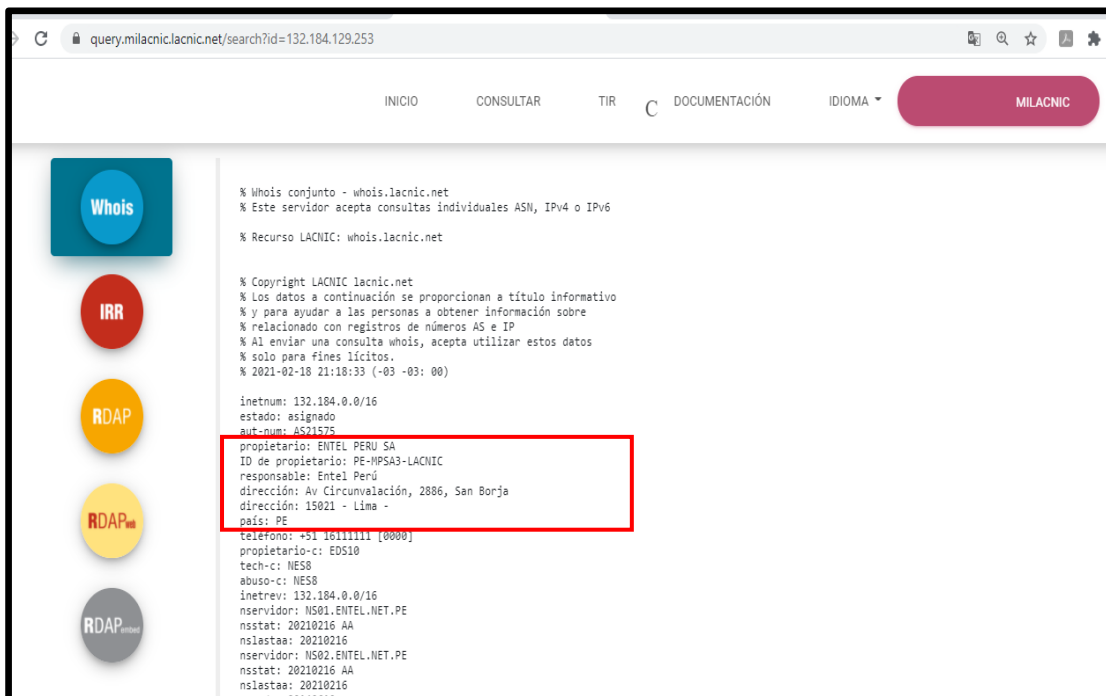 query.milacnic.lacnic.net/search?id=132.184.129.253
INICIO CONSULTAR TIR C DOCUMENTACIÓN IDIOMA MILACNIC
Whois
IRR
RDAP
RDAPweb
RDAPembed
% Whois conjunto - whois.lacnic.net
% Este servidor acepta consultas individuales ASN, IPv4 o IPv6
% Recurso LACNIC: whois.lacnic.net
% Copyright LACNIC lacnic.net
% Los datos a continuación se proporcionan a título informativo
% y para ayudar a las personas a obtener información sobre
% relacionado con registros de números AS e IP
% Al enviar una consulta whois, acepta utilizar estos datos
% solo para fines lícitos.
% 2021-02-18 21:18:33 (-03 -03: 00)
inetnum: 132.184.0.0/16
estado: asignado
aut-num: AS21575
propietario: ENTEL PERU SA
ID de propietario: PE-MPSA3-LACNIC
responsable: Entel Perú
dirección: Av Circunvalación, 2886, San Borja
dirección: 15021 - Lima -
país: PE
teléfono: +51 16111111 [0000]
propietario-c: EDS10
tech-c: NES8
abuso-c: NES8
inetrev: 132.184.0.0/16
nservidor: NS01.ENTEL.NET.PE
nsstat: 20210216 AA
nslastaa: 20210216
nservidor: NS02.ENTEL.NET.PE
nsstat: 20210216 AA
nslastaa: 20210216